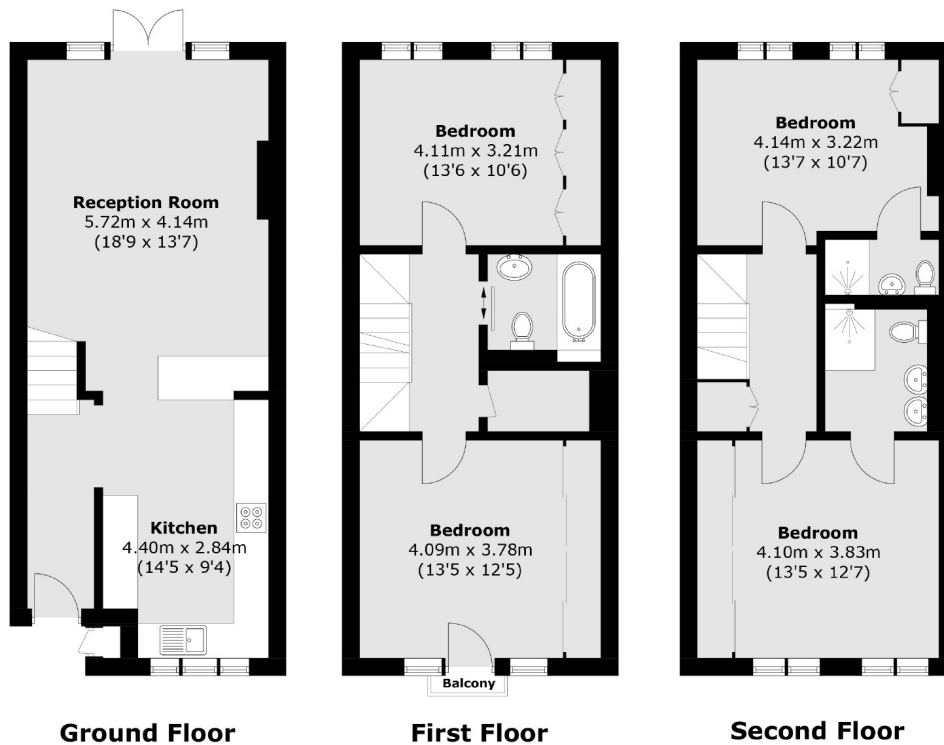 Reception Room
5.72m x 4.14m
(18'9 x 13'7)
Kitchen
4.40m x 2.84m
(14'5 x 9'4)
Ground Floor
Bedroom
4.11m x 3.21m
(13'6 x 10'6)
Bedroom
4.09m x 3.78m
(13'5 x 12'5)
Balcony
First Floor
Bedroom
4.14m x 3.22m
(13'7 x 10'7)
Bedroom
4.10m x 3.83m
(13'5 x 12'7)
Second Floor